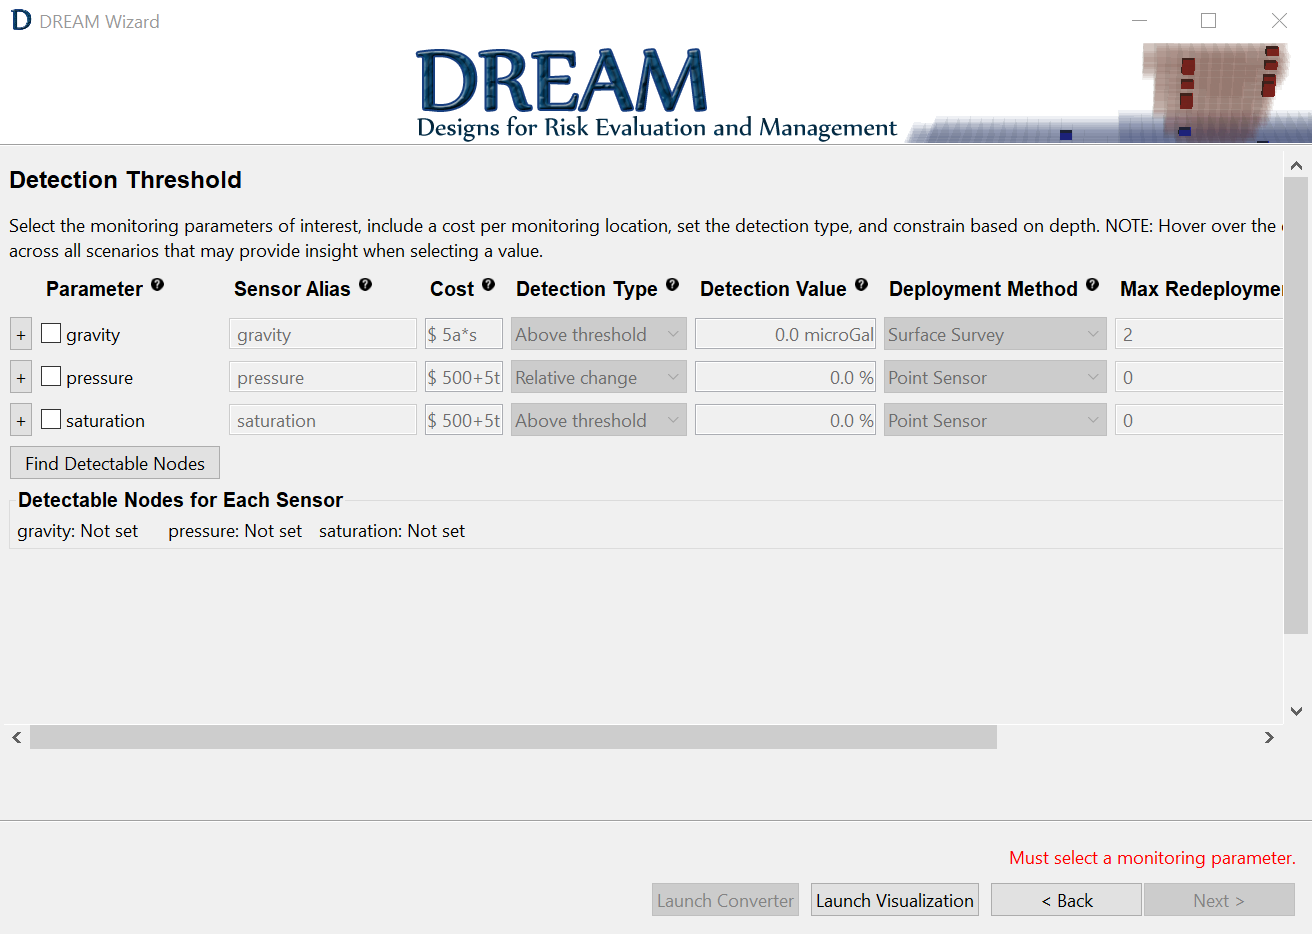 D DREAM Wizard
DREAM
Designs for Risk Evaluation and Management
Detection Threshold
Select the monitoring parameters of interest, include a cost per monitoring location, set the detection type, and constrain based on depth. NOTE: Hover over the
across all scenarios that may provide insight when selecting a value.
Parameter ? Sensor Alias ? Cost ? Detection Type ? Detection Value ? Deployment Method ? Max Redeploymen
+ gravity gravity $ 5a*s Above threshold 0.0 microGal Surface Survey 2
+ pressure pressure $ 500+5t Relative change 0.0 % Point Sensor 0
+ saturation saturation $ 500+5t Above threshold 0.0 % Point Sensor 0
Find Detectable Nodes
Detectable Nodes for Each Sensor
gravity: Not set pressure: Not set saturation: Not set
Must select a monitoring parameter.
Launch Converter Launch Visualization < Back Next >